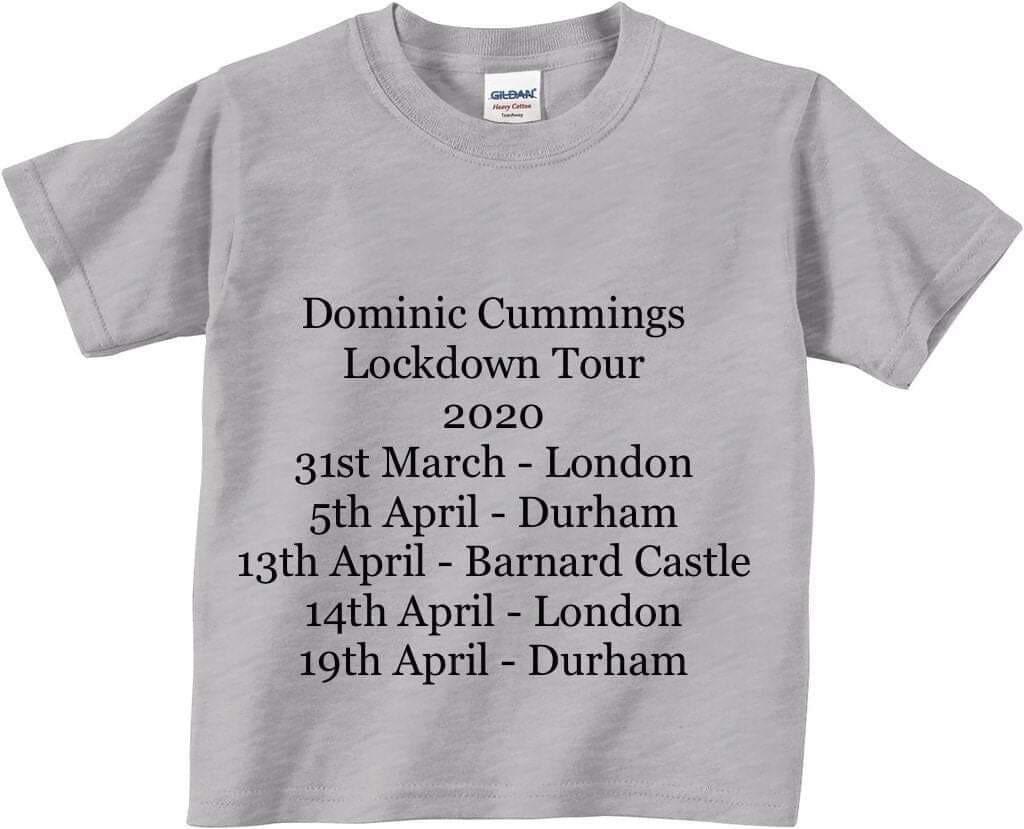 GILDAN
Heavy Cotton
TearAway
Dominic Cummings
Lockdown Tour
2020
31st March - London
5th April - Durham
13th April - Barnard Castle
14th April - London
19th April - Durham